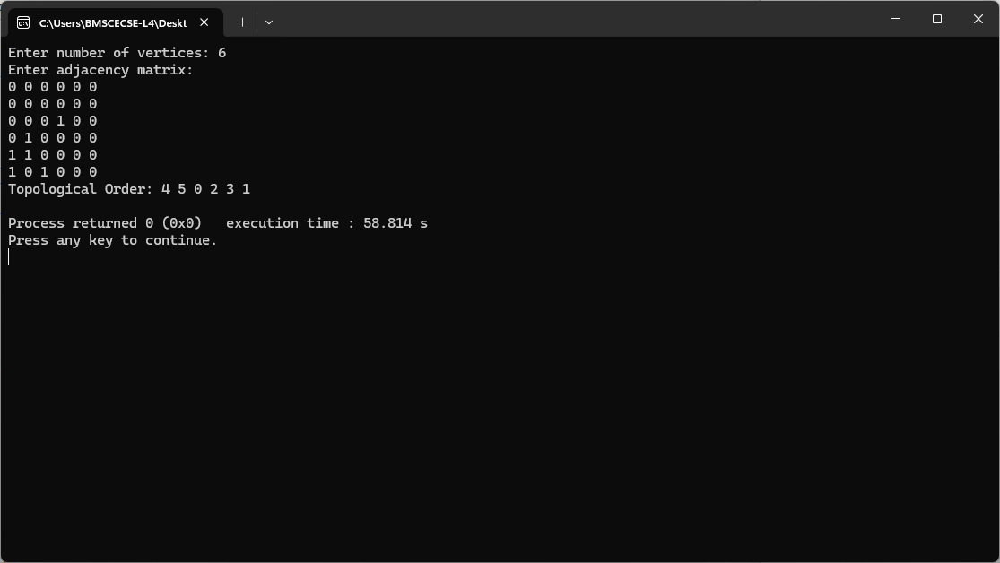 C:\Users\BMSCECSE-L4\Deskt
Enter number of vertices: 6
Enter adjacency matrix:
0 0 0 0 0 0
0 0 0 0 0 0
0 0 0 1 0 0
0 1 0 0 0 0
1 1 0 0 0 0
1 0 1 0 0 0
Topological Order: 4 5 0 2 3 1
Process returned 0 (0x0)   execution time : 58.814 s
Press any key to continue.